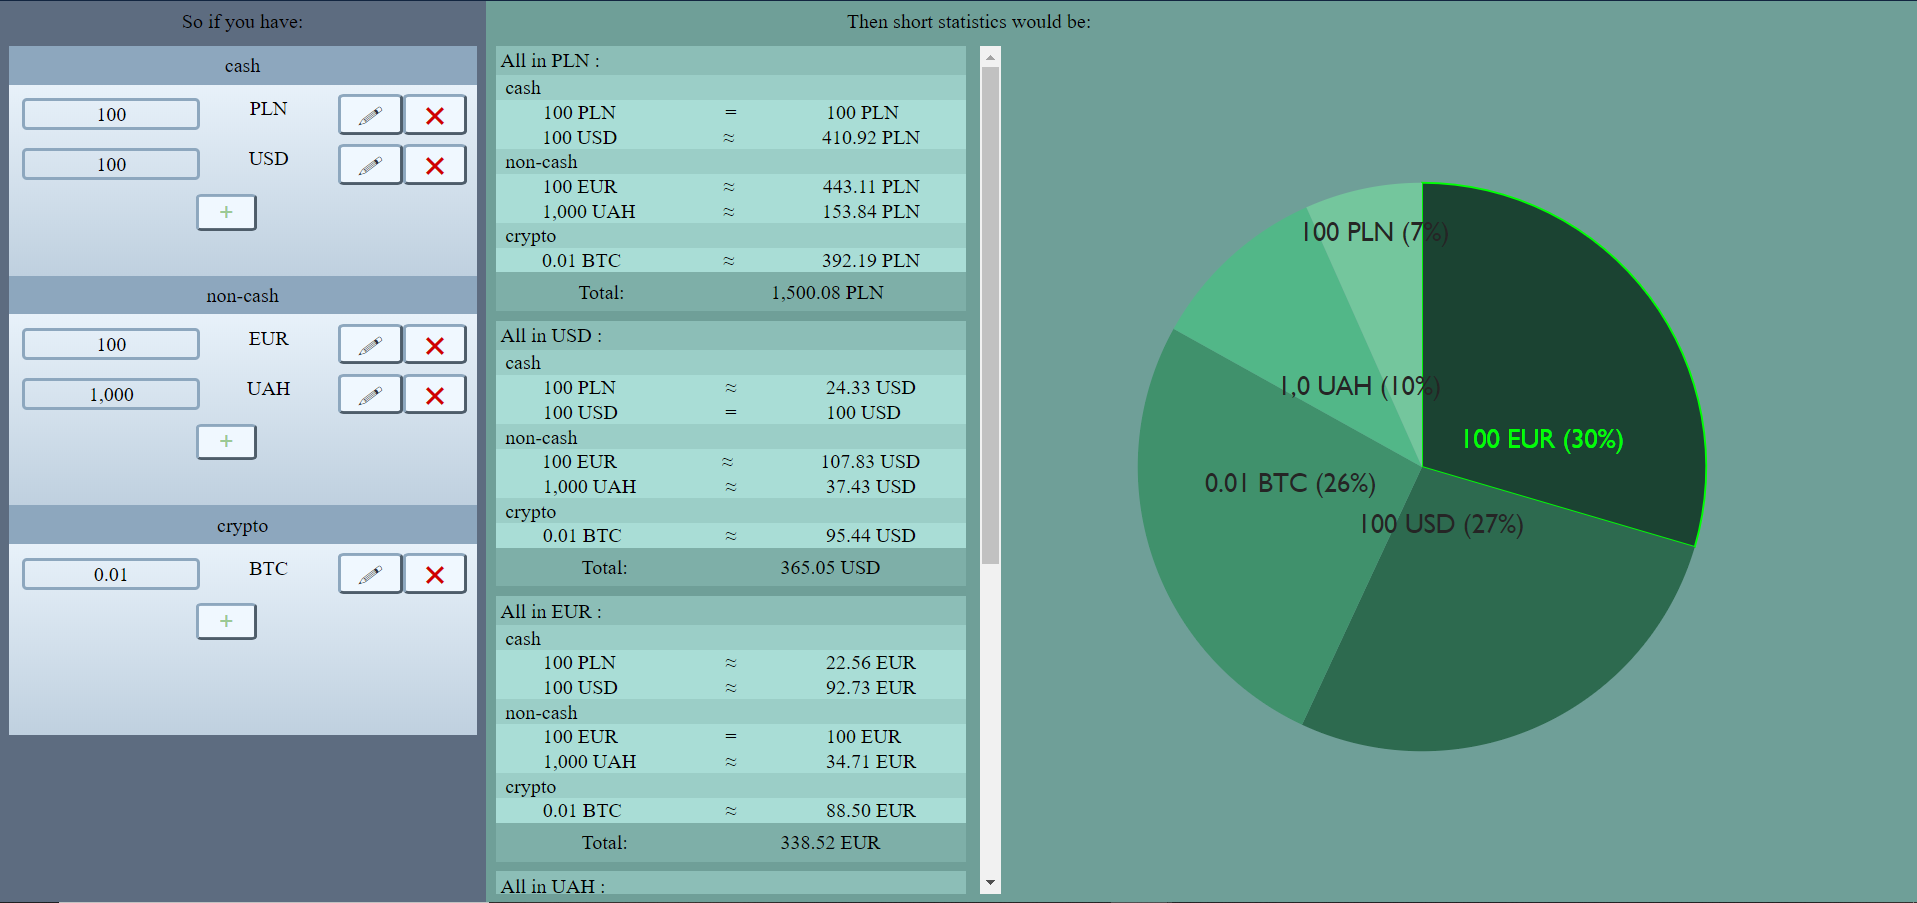 So if you have:
cash
100 PLN
100 USD
+
non-cash
100 EUR
1,000 UAH
+
crypto
0.01 BTC
+
Then short statistics would be:
All in PLN :
cash
100 PLN = 100 PLN
100 USD ≈ 410.92 PLN
non-cash
100 EUR ≈ 443.11 PLN
1,000 UAH ≈ 153.84 PLN
crypto
0.01 BTC ≈ 392.19 PLN
Total: 1,500.08 PLN
All in USD :
cash
100 PLN ≈ 24.33 USD
100 USD = 100 USD
non-cash
100 EUR ≈ 107.83 USD
1,000 UAH ≈ 37.43 USD
crypto
0.01 BTC ≈ 95.44 USD
Total: 365.05 USD
All in EUR :
cash
100 PLN ≈ 22.56 EUR
100 USD ≈ 92.73 EUR
non-cash
100 EUR = 100 EUR
1,000 UAH ≈ 34.71 EUR
crypto
0.01 BTC ≈ 88.50 EUR
Total: 338.52 EUR
All in UAH :
100 PLN (7%)
1,0 UAH (10%)
100 EUR (30%)
0.01 BTC (26%)
100 USD (27%)